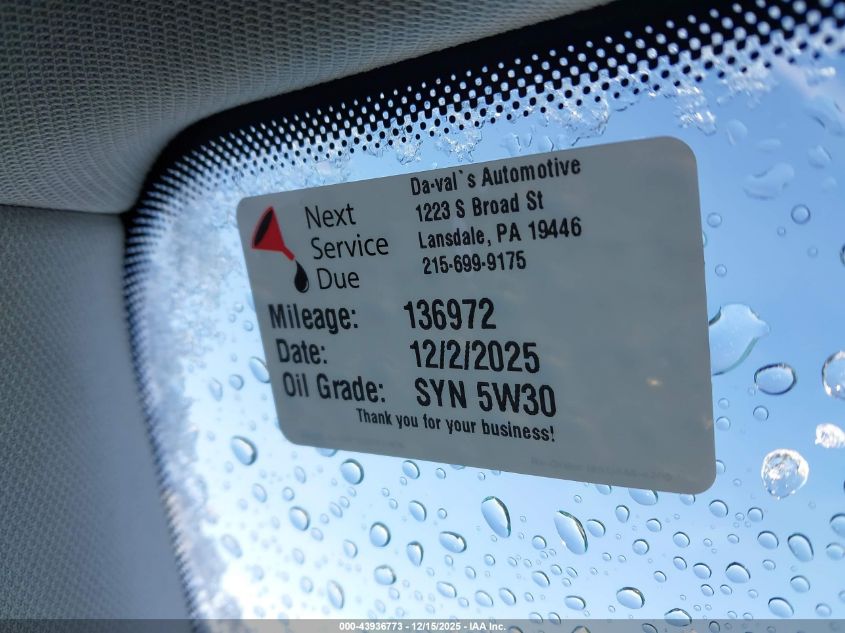 Next
Service
Due
Da-val`s Automotive
1223 S Broad St
Lansdale, PA 19446
215-699-9175
Mileage: 136972
Date: 12/2/2025
Oil Grade: SYN 5W30
Thank you for your business!
000-43936773 - 12/15/2025 - IAA Inc.